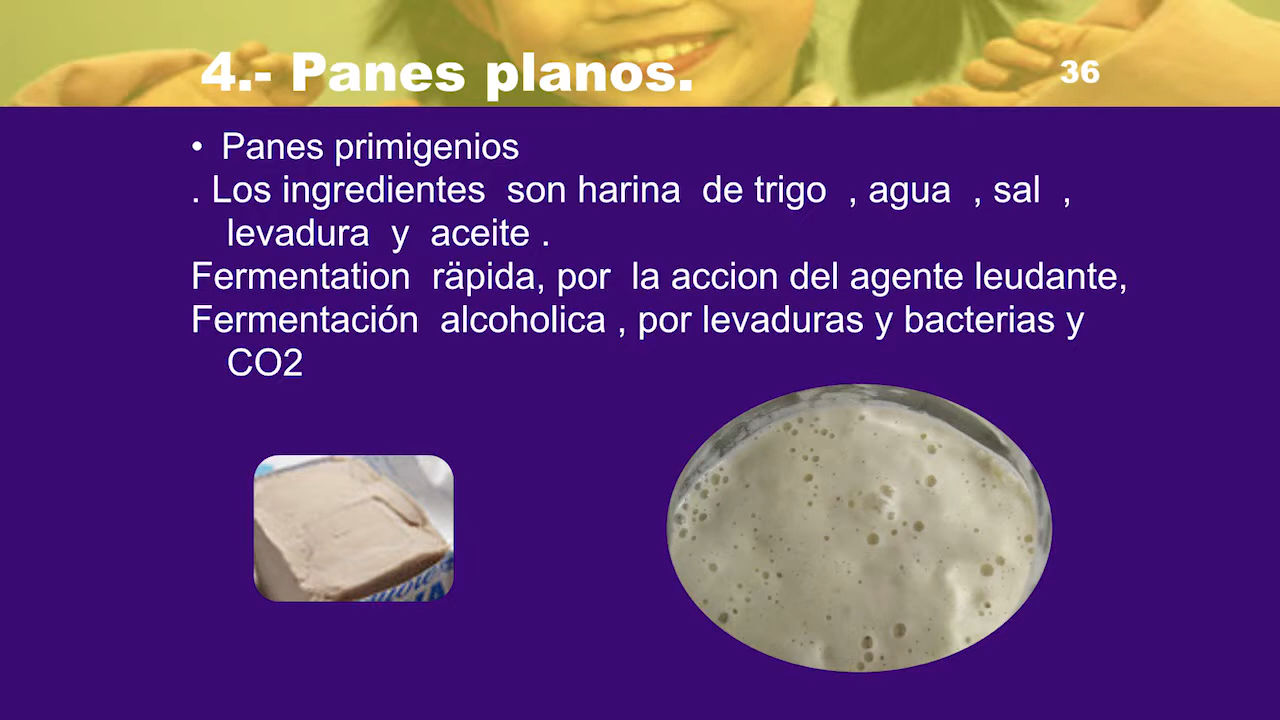 4.- Panes planos.
36
• Panes primigenios
. Los ingredientes son harina de trigo , agua , sal ,
levadura y aceite .
Fermentation räpida, por la accion del agente leudante,
Fermentación alcoholica , por levaduras y bacterias y
CO2